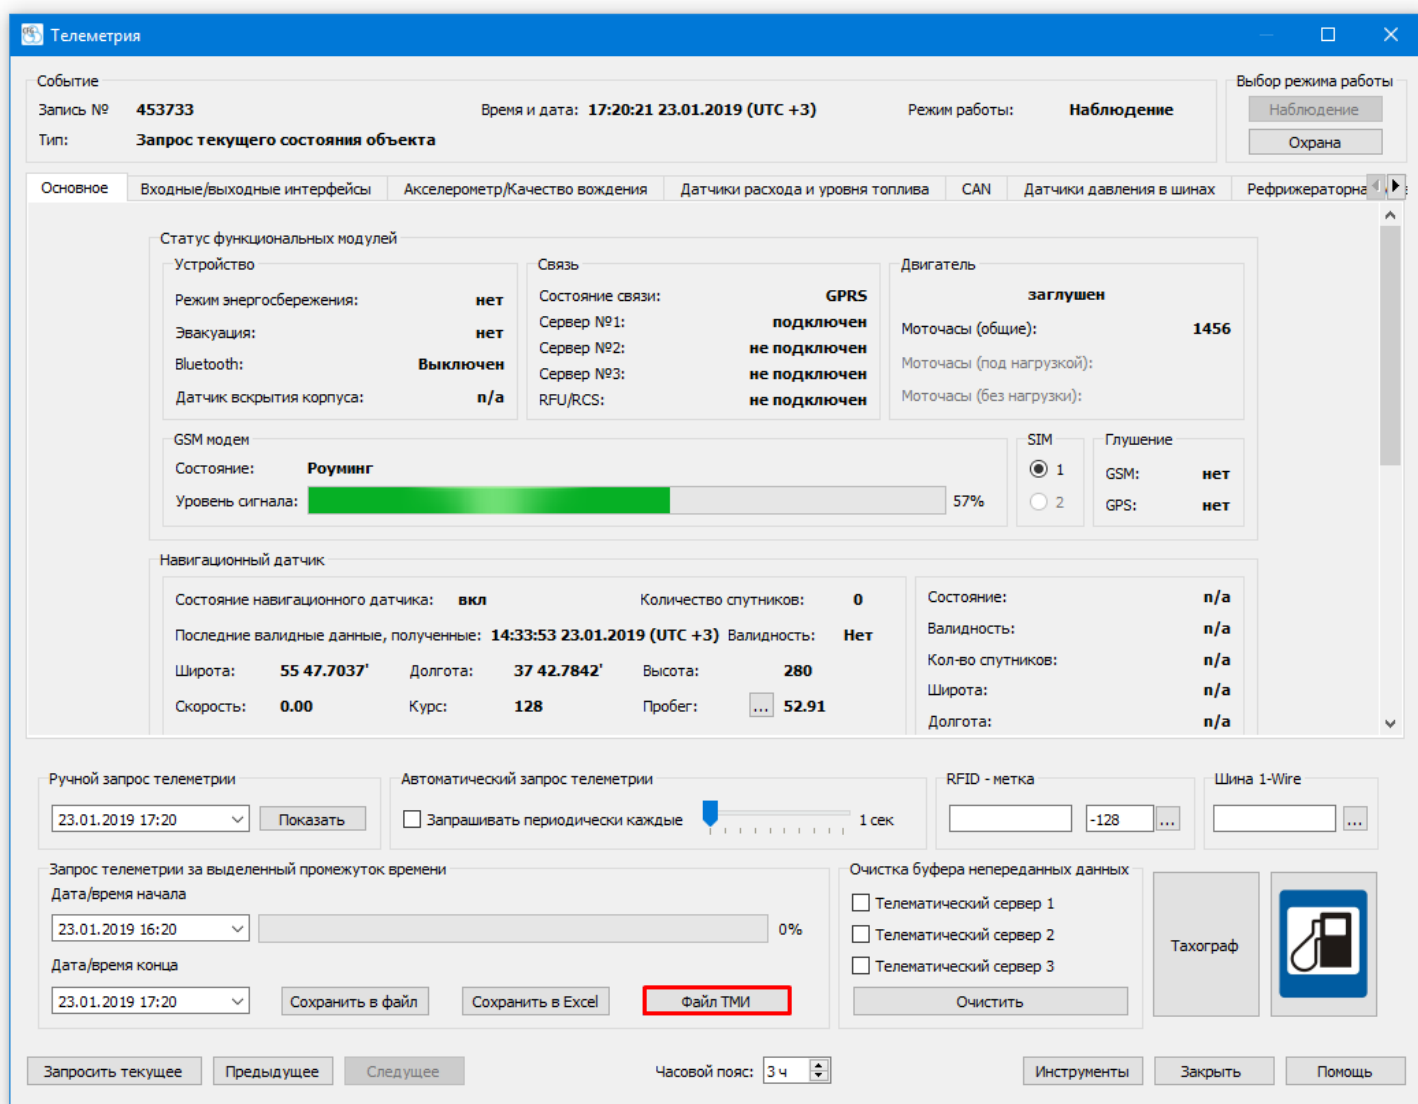 Телеметрия
Событие
Запись № 453733 Время и дата: 17:20:21 23.01.2019 (UTC +3) Режим работы: Наблюдение
Тип: Запрос текущего состояния объекта
Выбор режима работы
Наблюдение
Охрана
Основное Входные/выходные интерфейсы Акселерометр/Качество вождения Датчики расхода и уровня топлива CAN Датчики давления в шинах Рефрижераторна
Статус функциональных модулей
Устройство
Режим энергосбережения: нет
Эвакуация: нет
Bluetooth: Выключен
Датчик вскрытия корпуса: n/a
Связь
Состояние связи: GPRS
Сервер №1: подключен
Сервер №2: не подключен
Сервер №3: не подключен
RFU/RCS: не подключен
Двигатель
заглушен
Моточасы (общие): 1456
Моточасы (под нагрузкой):
Моточасы (без нагрузки):
GSM модем
Состояние: Роуминг
Уровень сигнала: 57%
SIM
1
2
Глушение
GSM: нет
GPS: нет
Навигационный датчик
Состояние навигационного датчика: вкл Количество спутников: 0
Последние валидные данные, полученные: 14:33:53 23.01.2019 (UTC +3) Валидность: Нет
Широта: 55 47.7037' Долгота: 37 42.7842' Высота: 280
Скорость: 0.00 Курс: 128 Пробег: ... 52.91
Состояние: n/a
Валидность: n/a
Кол-во спутников: n/a
Широта: n/a
Долгота: n/a
Ручной запрос телеметрии
23.01.2019 17:20 Показать
Автоматический запрос телеметрии
Запрашивать периодически каждые 1 сек
RFID - метка
-128 ...
Шина 1-Wire
...
Запрос телеметрии за выделенный промежуток времени
Дата/время начала
23.01.2019 16:20 0%
Дата/время конца
23.01.2019 17:20 Сохранить в файл Сохранить в Excel Файл ТМИ
Очистка буфера непереданных данных
Телематический сервер 1
Телематический сервер 2
Телематический сервер 3
Очистить
Тахограф
Запросить текущее Предыдущее Следущее Часовой пояс: 3 ч Инструменты Закрыть Помощь